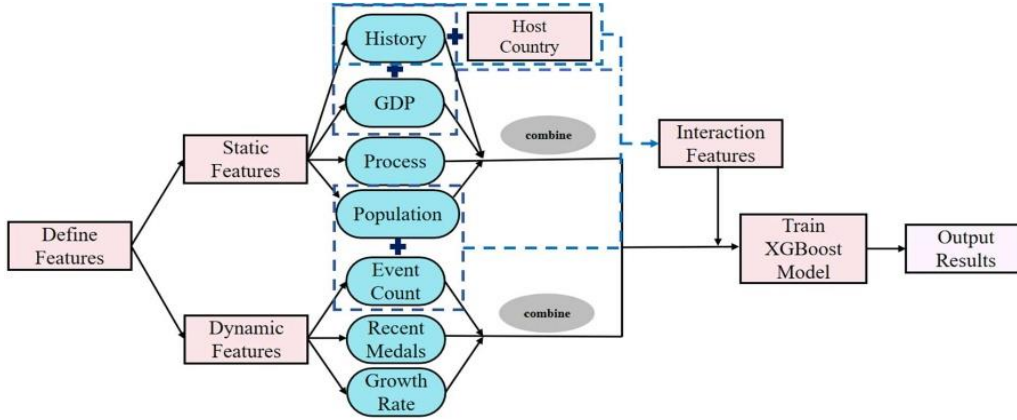 Define
Features
Static
Features
Dynamic
Features
History
GDP
Process
Population
Event
Count
Recent
Medals
Growth
Rate
Host
Country
combine
combine
Interaction
Features
Train
XGBoost
Model
Output
Results